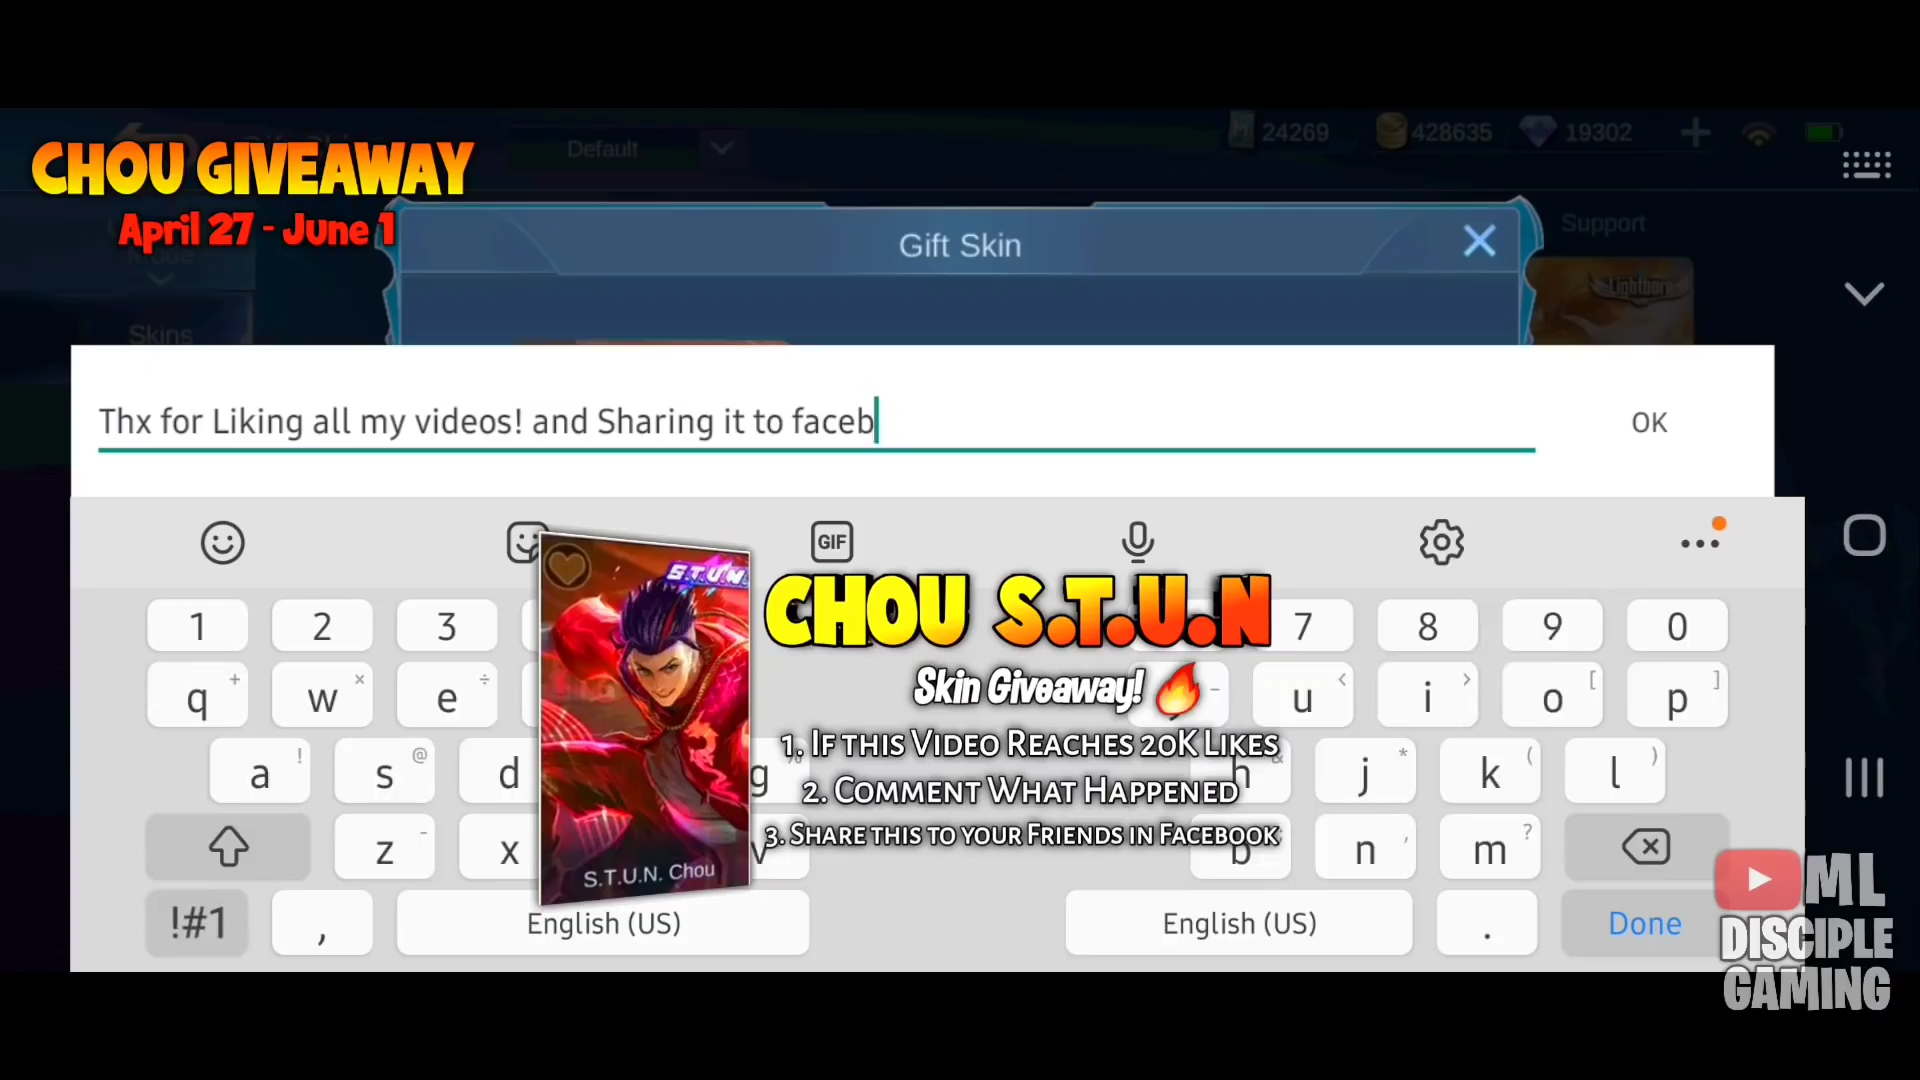 24269 428635 19302
Default
CHOU GIVEAWAY
April 27 - June 1
Mode
Support
Gift Skin
Lightborn
Skins
Thx for Liking all my videos! and Sharing it to faceb
OK
GIF
1 2 3 7 8 9 0
S.T.U.N.
CHOU S.T.U.N
Skin Giveaway!
q + w × e ÷ - u < i > o [ p ]
1. If this Video Reaches 20K Likes
a ! s @ d g % h & j * k ( l )
2. Comment What Happened
3. Share this to your Friends in Facebook
z - x v b n , m ?
S.T.U.N. Chou
!#1 , English (US) English (US) . Done
ML
DISCIPLE
GAMING